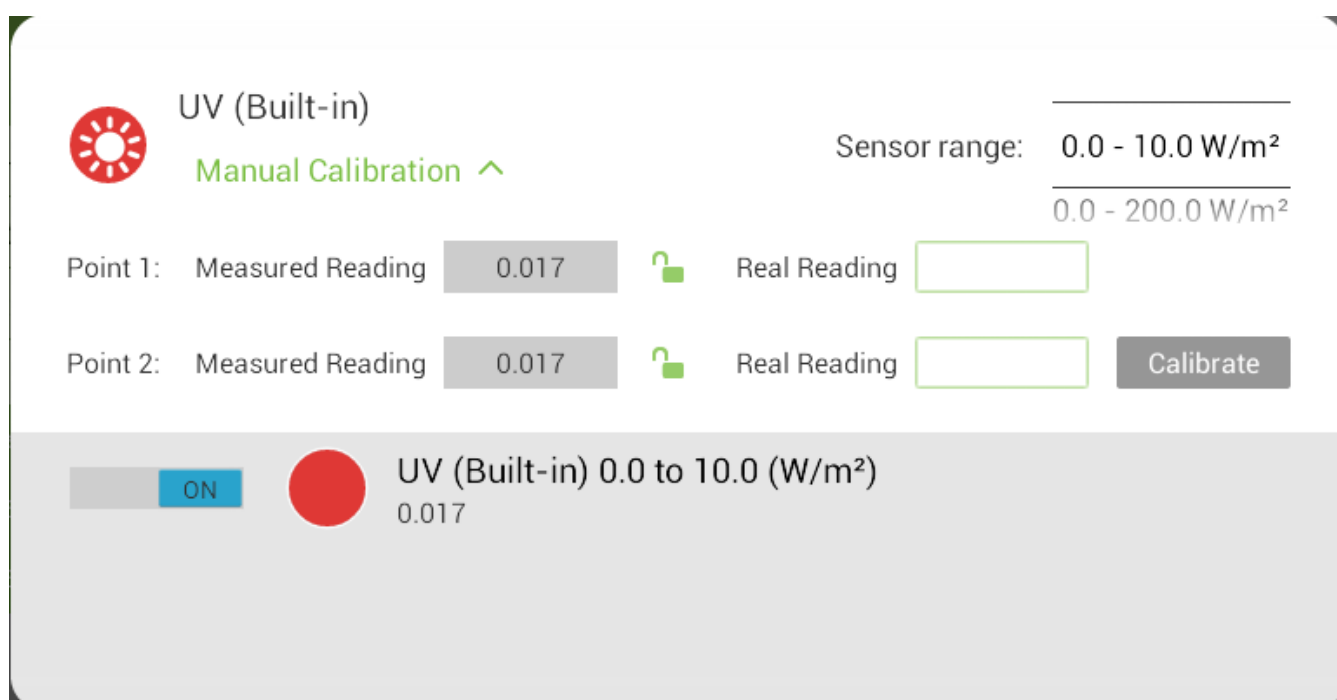 UV (Built-in)
Manual Calibration
Sensor range:
0.0 - 10.0 W/m²
0.0 - 200.0 W/m²
Point 1: Measured Reading 0.017 Real Reading
Point 2: Measured Reading 0.017 Real Reading Calibrate
ON
UV (Built-in) 0.0 to 10.0 (W/m²)
0.017